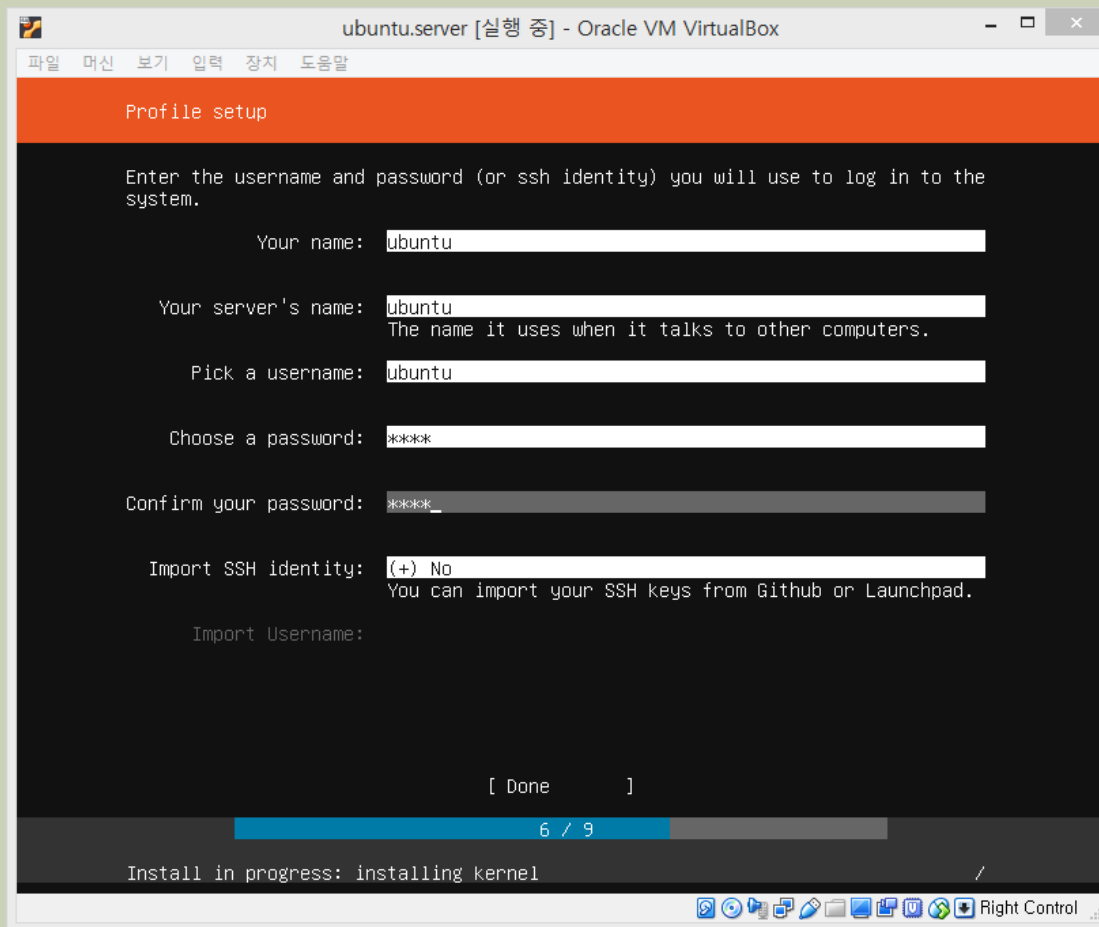 ubuntu.server [실행 중] - Oracle VM VirtualBox
파일 머신 보기 입력 장치 도움말
Profile setup
Enter the username and password (or ssh identity) you will use to log in to the
system.
Your name: ubuntu
Your server's name: ubuntu
The name it uses when it talks to other computers.
Pick a username: ubuntu
Choose a password: ****
Confirm your password: ****_
Import SSH identity: (+) No
You can import your SSH keys from Github or Launchpad.
Import Username:
[ Done ]
6 / 9
Install in progress: installing kernel /
Right Control